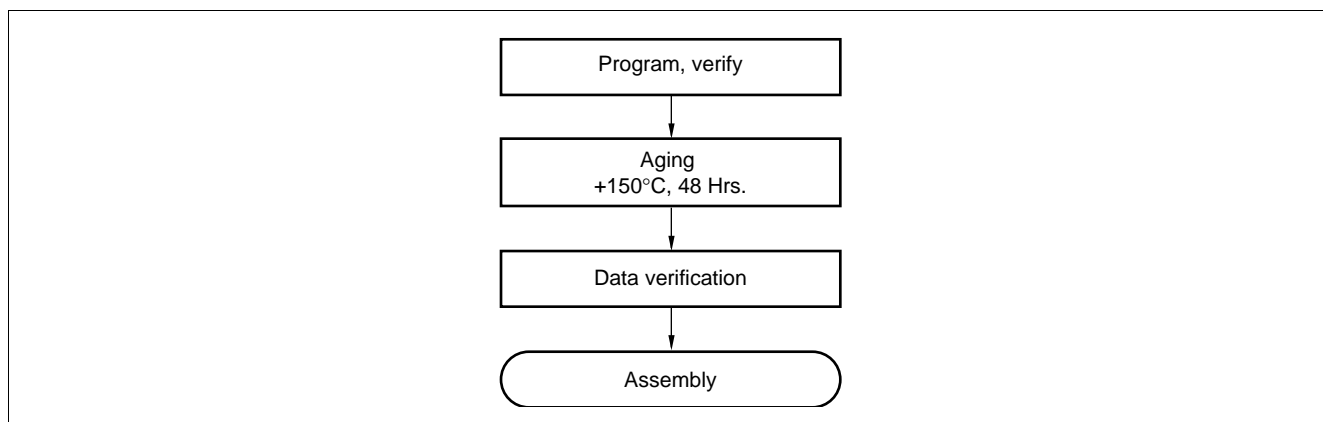 Program, verify
Aging
+150°C, 48 Hrs.
Data verification
Assembly